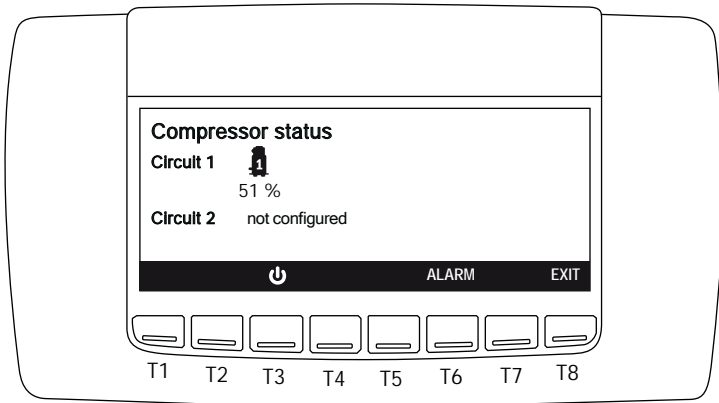 Compressor status
Circuit 1 1
51 %
Circuit 2 not configured
ALARM EXIT
T1 T2 T3 T4 T5 T6 T7 T8